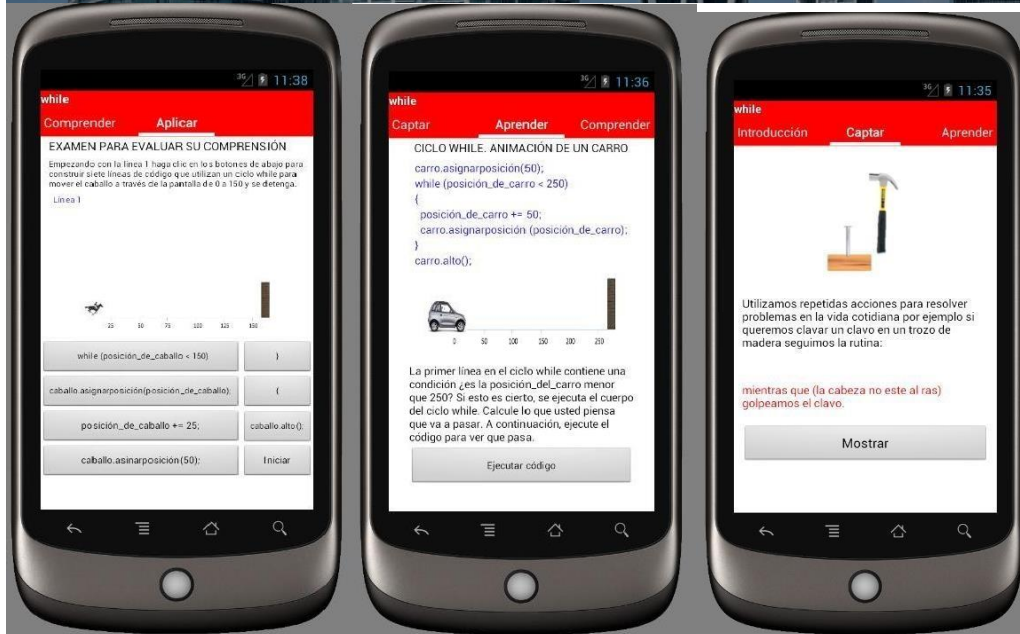 3G 11:38
while
Comprender Aplicar
EXAMEN PARA EVALUAR SU COMPRENSIÓN
Empezando con la línea 1 haga clic en los botones de abajo para
construir siete líneas de código que utilizan un ciclo while para
mover el caballo a través de la pantalla de 0 a 150 y se detenga.
Línea 1
25 50 75 100 125 150
while (posición_de_caballo < 150)
}
caballo.asignarposición(posición_de_caballo);
{
posición_de_caballo += 25;
caballo.alto();
calballo.asinarposición(50);
Iniciar
3G 11:36
while
Captar Aprender Comprender
CICLO WHILE. ANIMACIÓN DE UN CARRO
carro.asignarposición(50);
while (posición_de_carro < 250)
{
posición_de_carro += 50;
carro.asignarposición (posición_de_carro);
}
carro.alto();
0 50 100 150 200 250
La primer línea en el ciclo while contiene una
condición ¿es la posición_del_carro menor
que 250? Si esto es cierto, se ejecuta el cuerpo
del ciclo while. Calcule lo que usted piensa
que va a pasar. A continuación, ejecute el
código para ver que pasa.
Ejecutar código
3G 11:35
while
Introducción Captar Aprender
Utilizamos repetidas acciones para resolver
problemas en la vida cotidiana por ejemplo si
queremos clavar un clavo en un trozo de
madera seguimos la rutina:
mientras que (la cabeza no este al ras)
golpeamos el clavo.
Mostrar